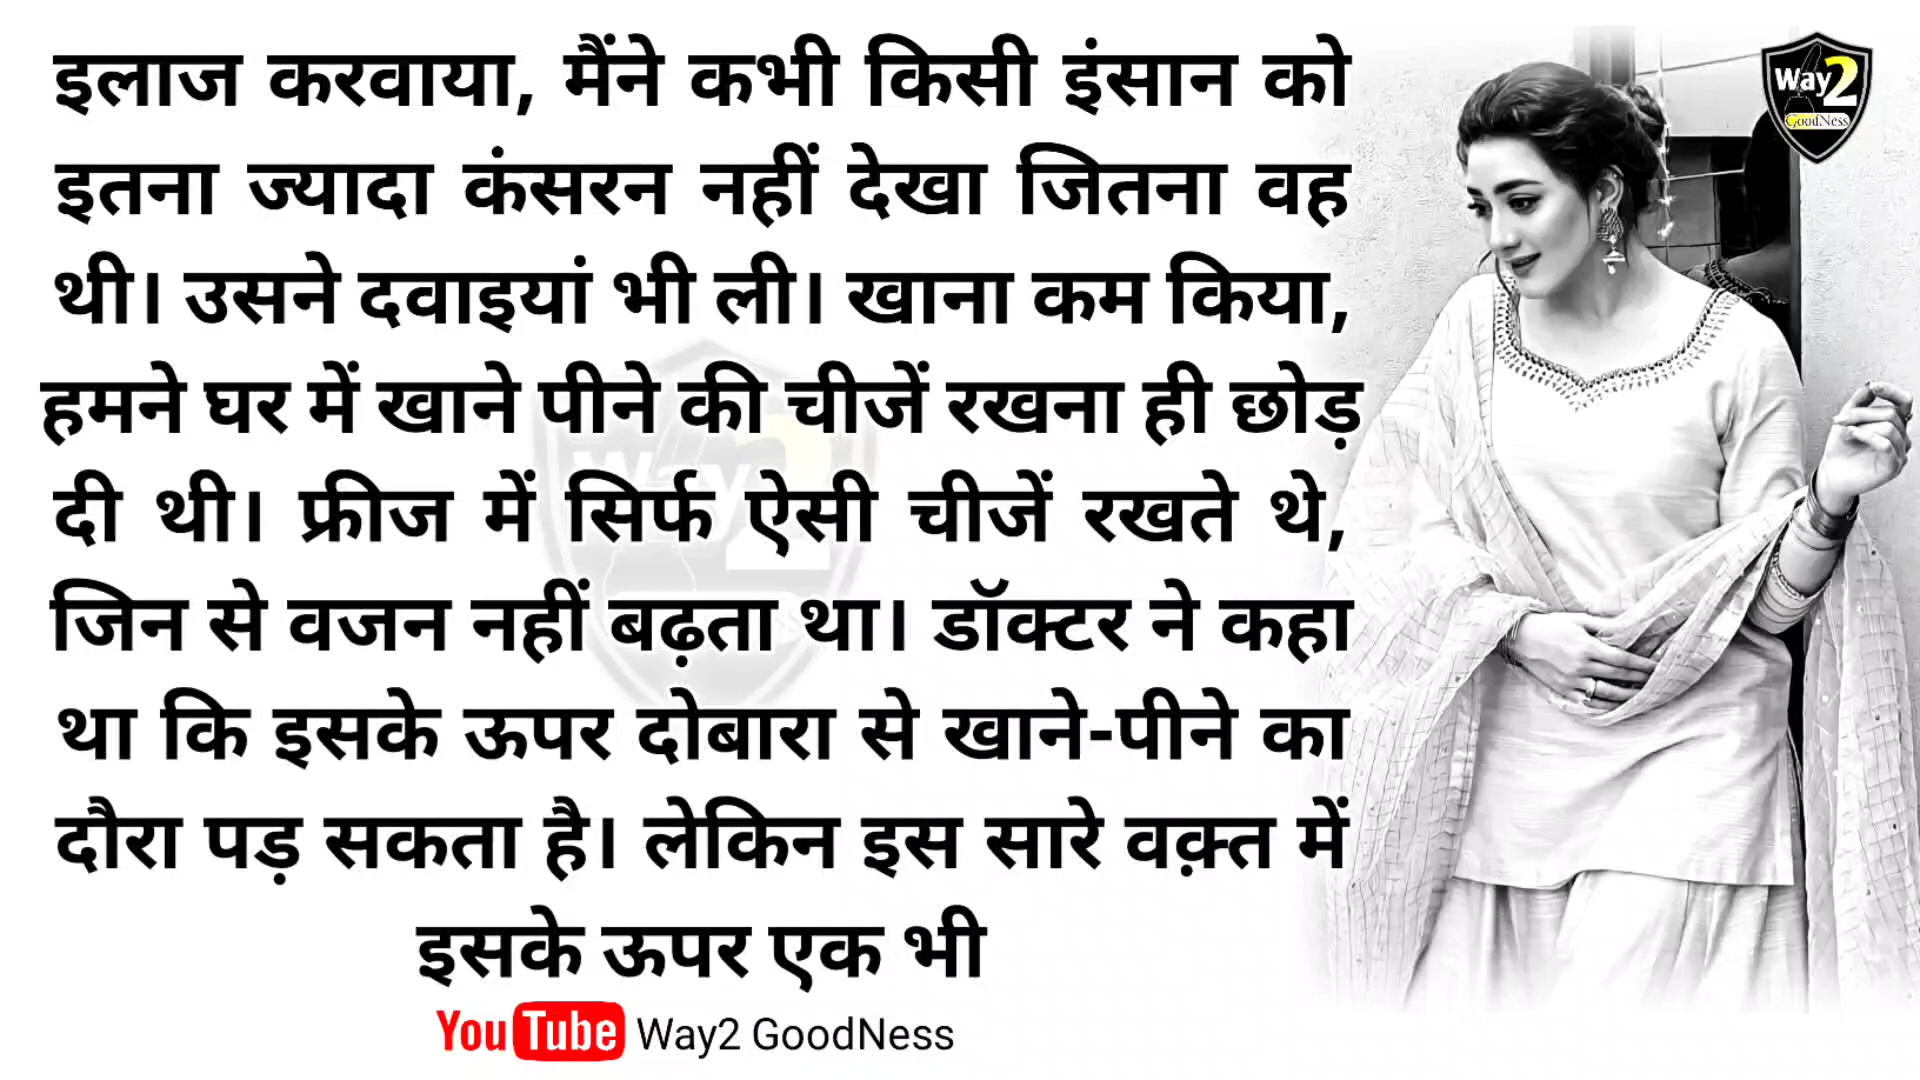 इलाज करवाया, मैंने कभी किसी इंसान को
इतना ज्यादा कंसरन नहीं देखा जितना वह
थी। उसने दवाइयां भी ली। खाना कम किया,
हमने घर में खाने पीने की चीजें रखना ही छोड़
दी थी। फ्रीज में सिर्फ ऐसी चीजें रखते थे,
जिन से वजन नहीं बढ़ता था। डॉक्टर ने कहा
था कि इसके ऊपर दोबारा से खाने-पीने का
दौरा पड़ सकता है। लेकिन इस सारे वक़्त में
इसके ऊपर एक भी
YouTube Way2 GoodNess
Way2
GoodNess